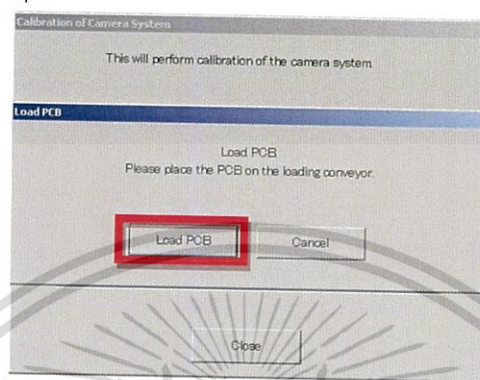 Calibration of Camera System
This will perform calibration of the camera system.
Load PCB
Load PCB
Please place the PCB on the loading conveyor.
Load PCB
Cancel
Close